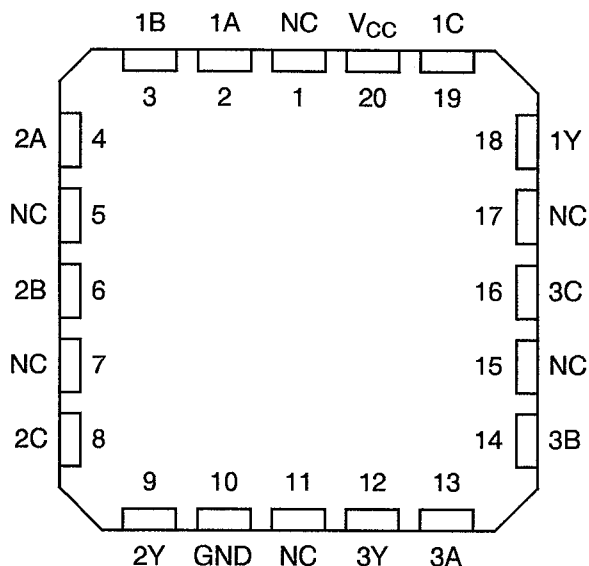 1B 1A NC VCC 1C
3 2 1 20 19
2A 4 18 1Y
NC 5 17 NC
2B 6 16 3C
NC 7 15 NC
2C 8 14 3B
9 10 11 12 13
2Y GND NC 3Y 3A